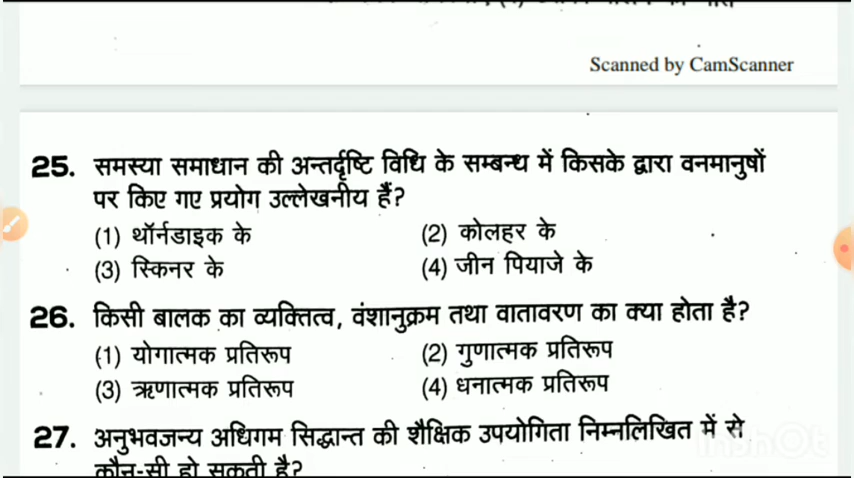 Scanned by CamScanner
25. समस्या समाधान की अन्तर्दृष्टि विधि के सम्बन्ध में किसके द्वारा वनमानुषों
पर किए गए प्रयोग उल्लेखनीय हैं?
(1) थॉर्नडाइक के (2) कोलहर के
(3) स्किनर के (4) जीन पियाजे के
26. किसी बालक का व्यक्तित्व, वंशानुक्रम तथा वातावरण का क्या होता है?
(1) योगात्मक प्रतिरूप (2) गुणात्मक प्रतिरूप
(3) ऋणात्मक प्रतिरूप (4) धनात्मक प्रतिरूप
27. अनुभवजन्य अधिगम सिद्धान्त की शैक्षिक उपयोगिता निम्नलिखित में से
कौन-सी हो सकती है?
InShot